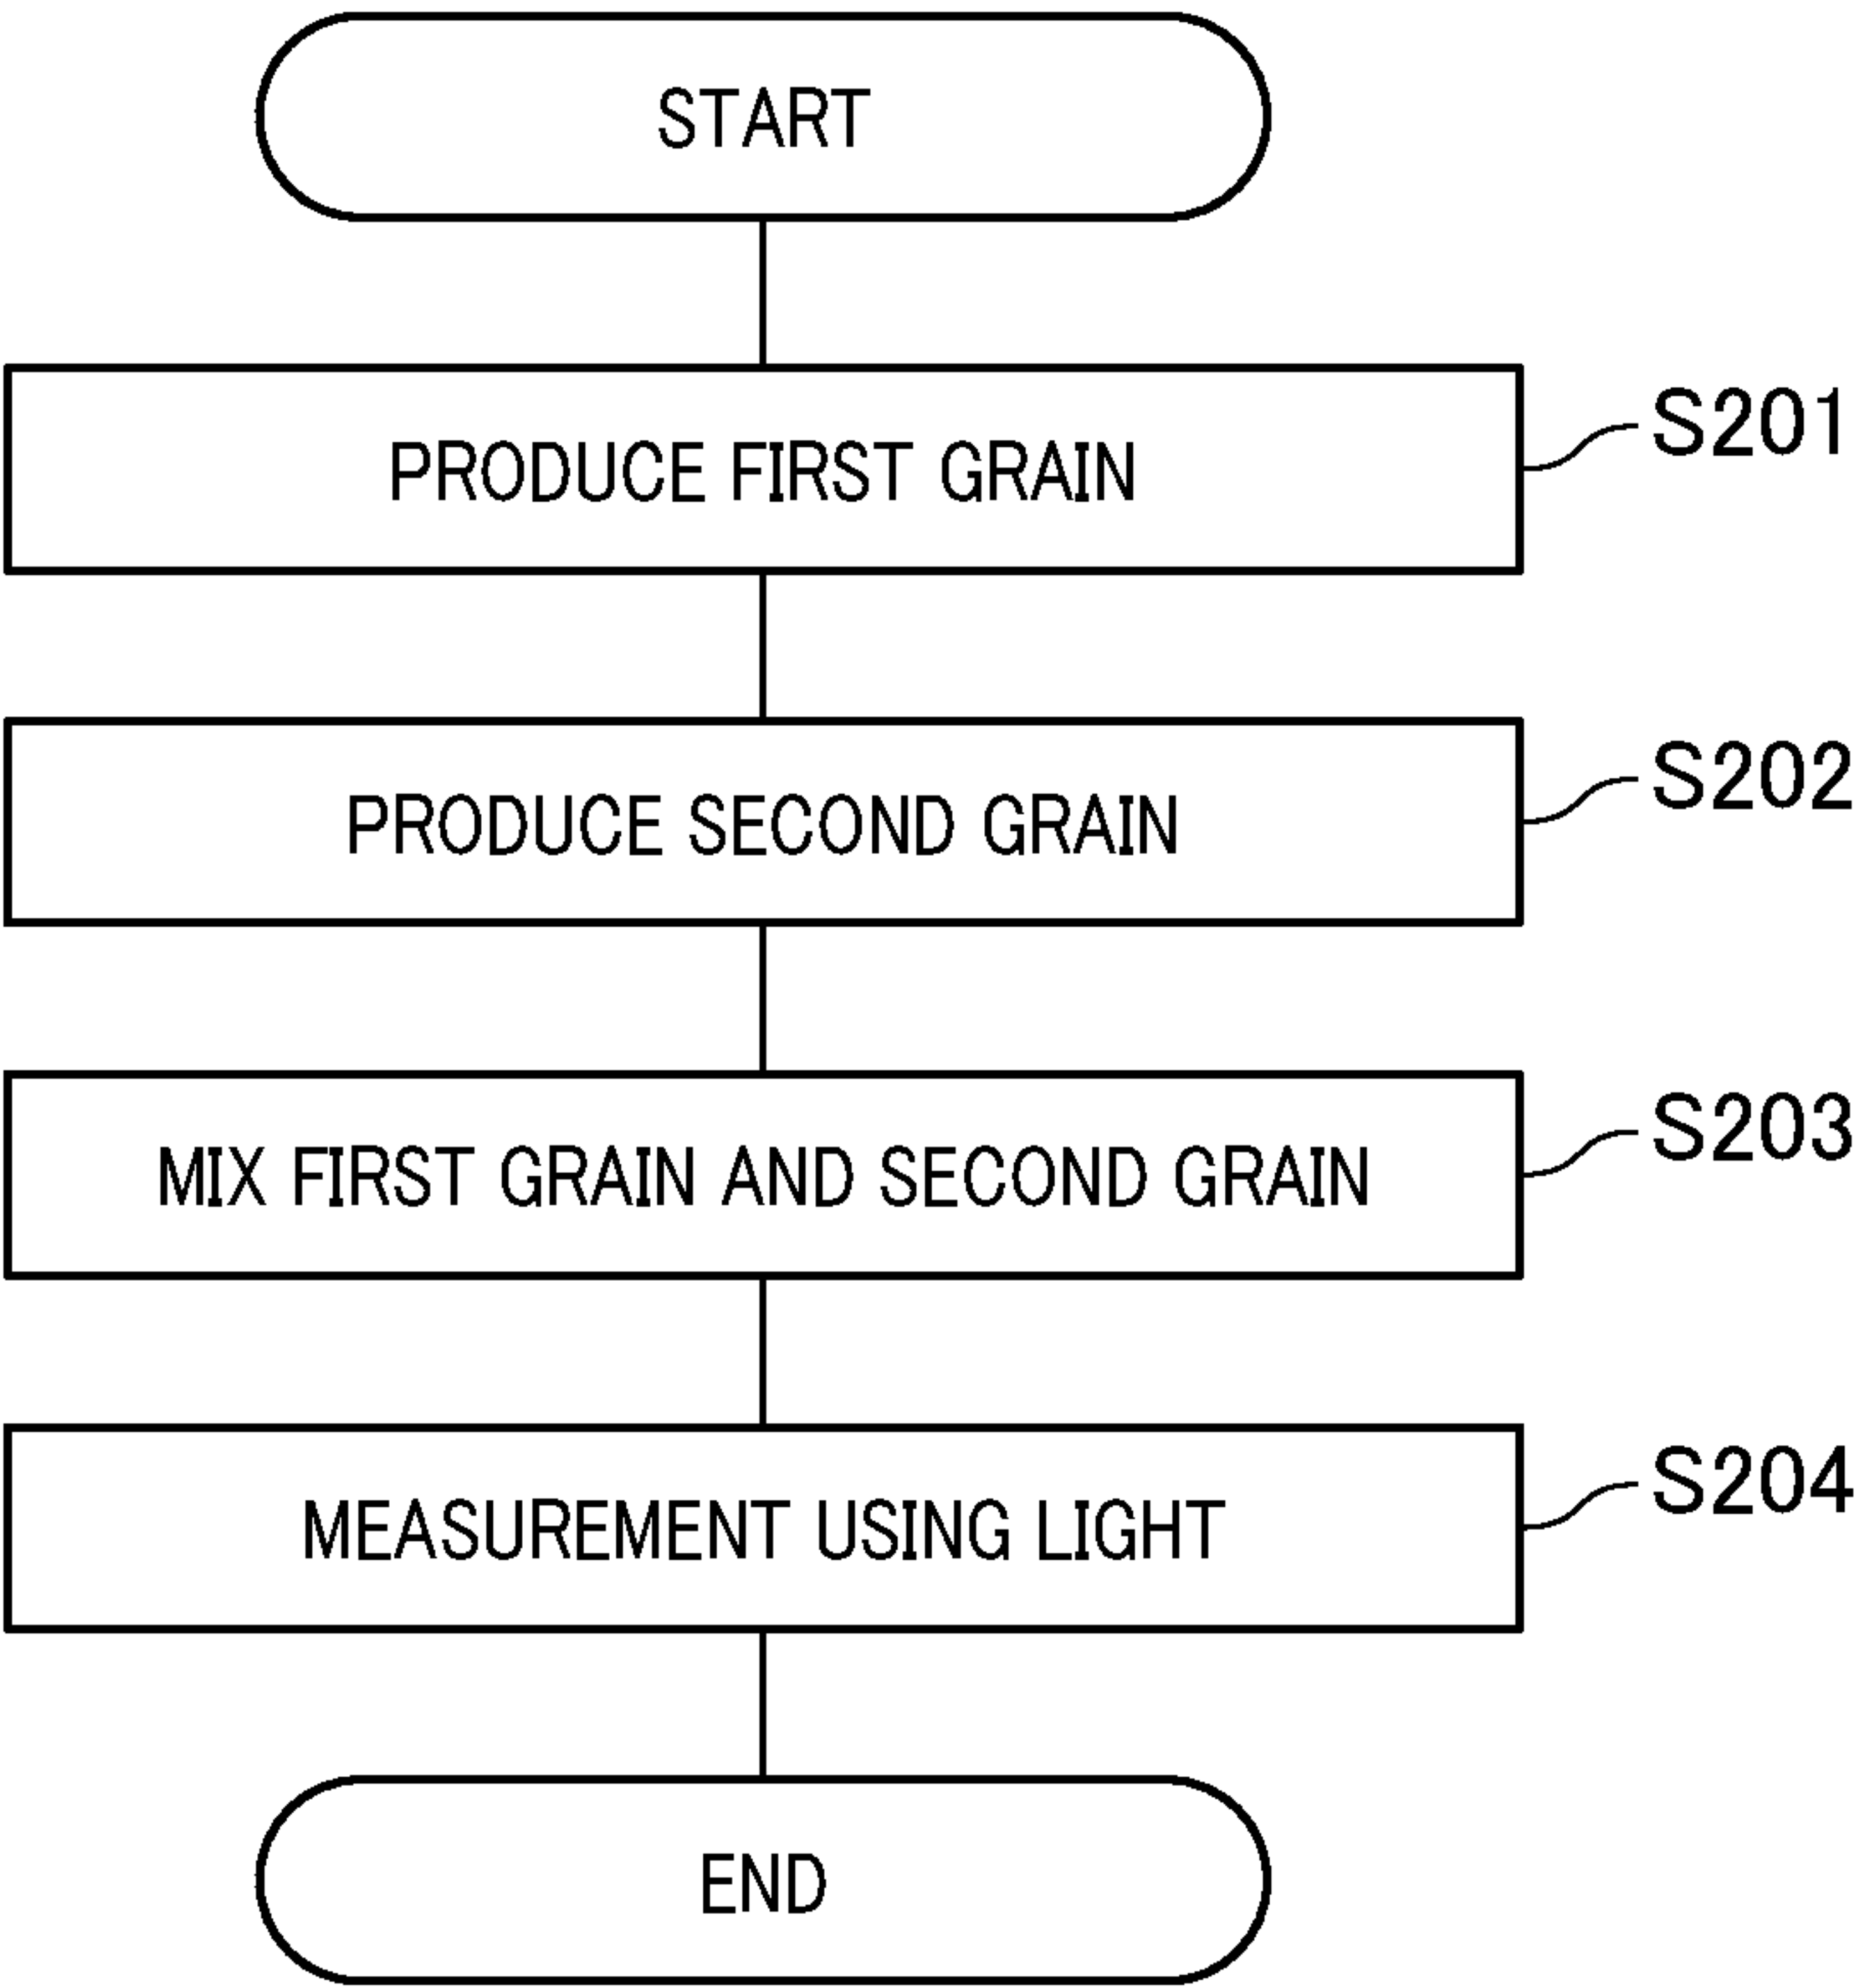 START
PRODUCE FIRST GRAIN
S201
PRODUCE SECOND GRAIN
S202
MIX FIRST GRAIN AND SECOND GRAIN
S203
MEASUREMENT USING LIGHT
S204
END